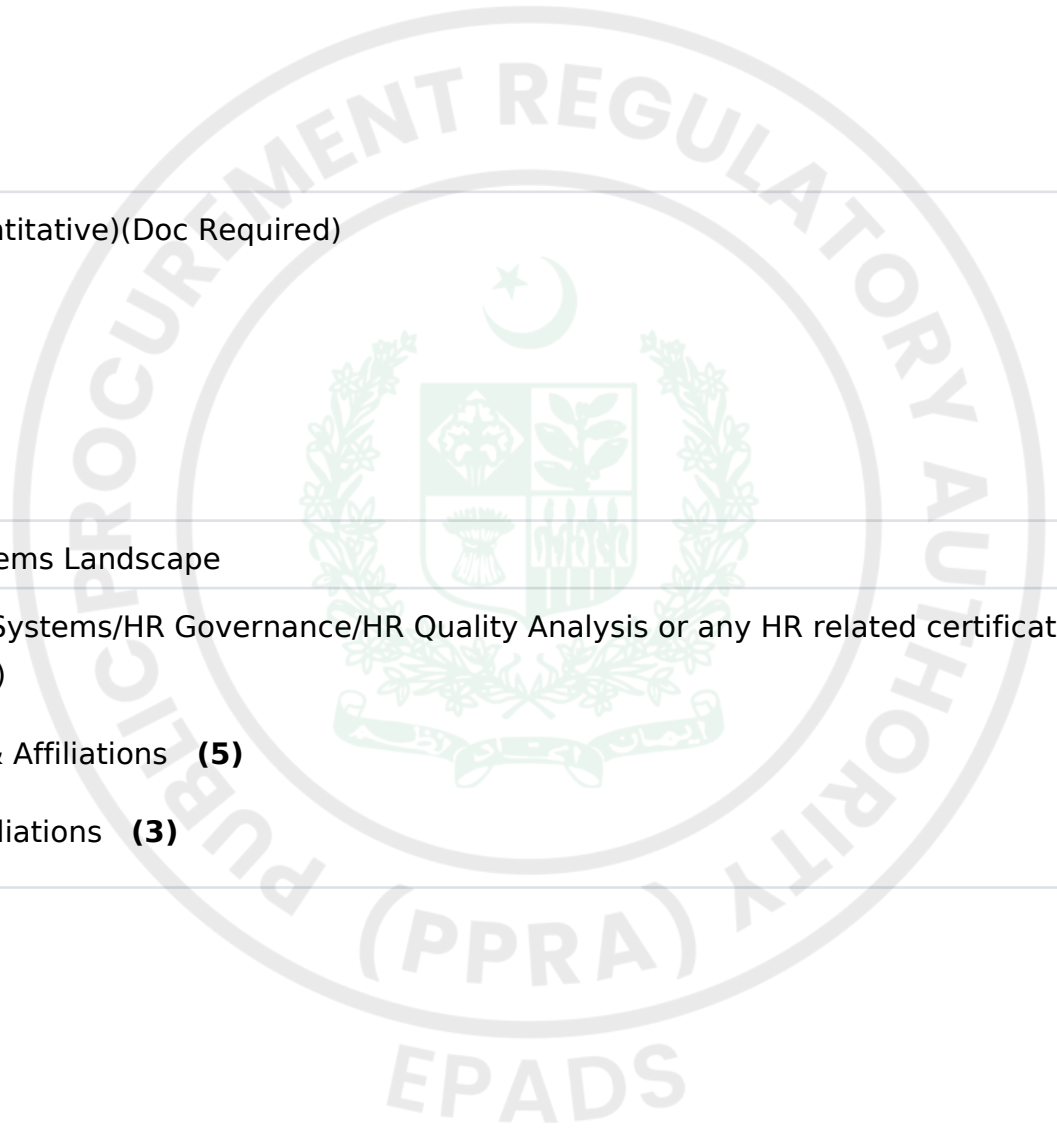 PUBLIC PROCUREMENT REGULATORY AUTHORITY
(PPRA)
EPADS
ntitative)(Doc Required)
ems Landscape
Systems/HR Governance/HR Quality Analysis or any HR related certificat
)
& Affiliations (5)
liations (3)